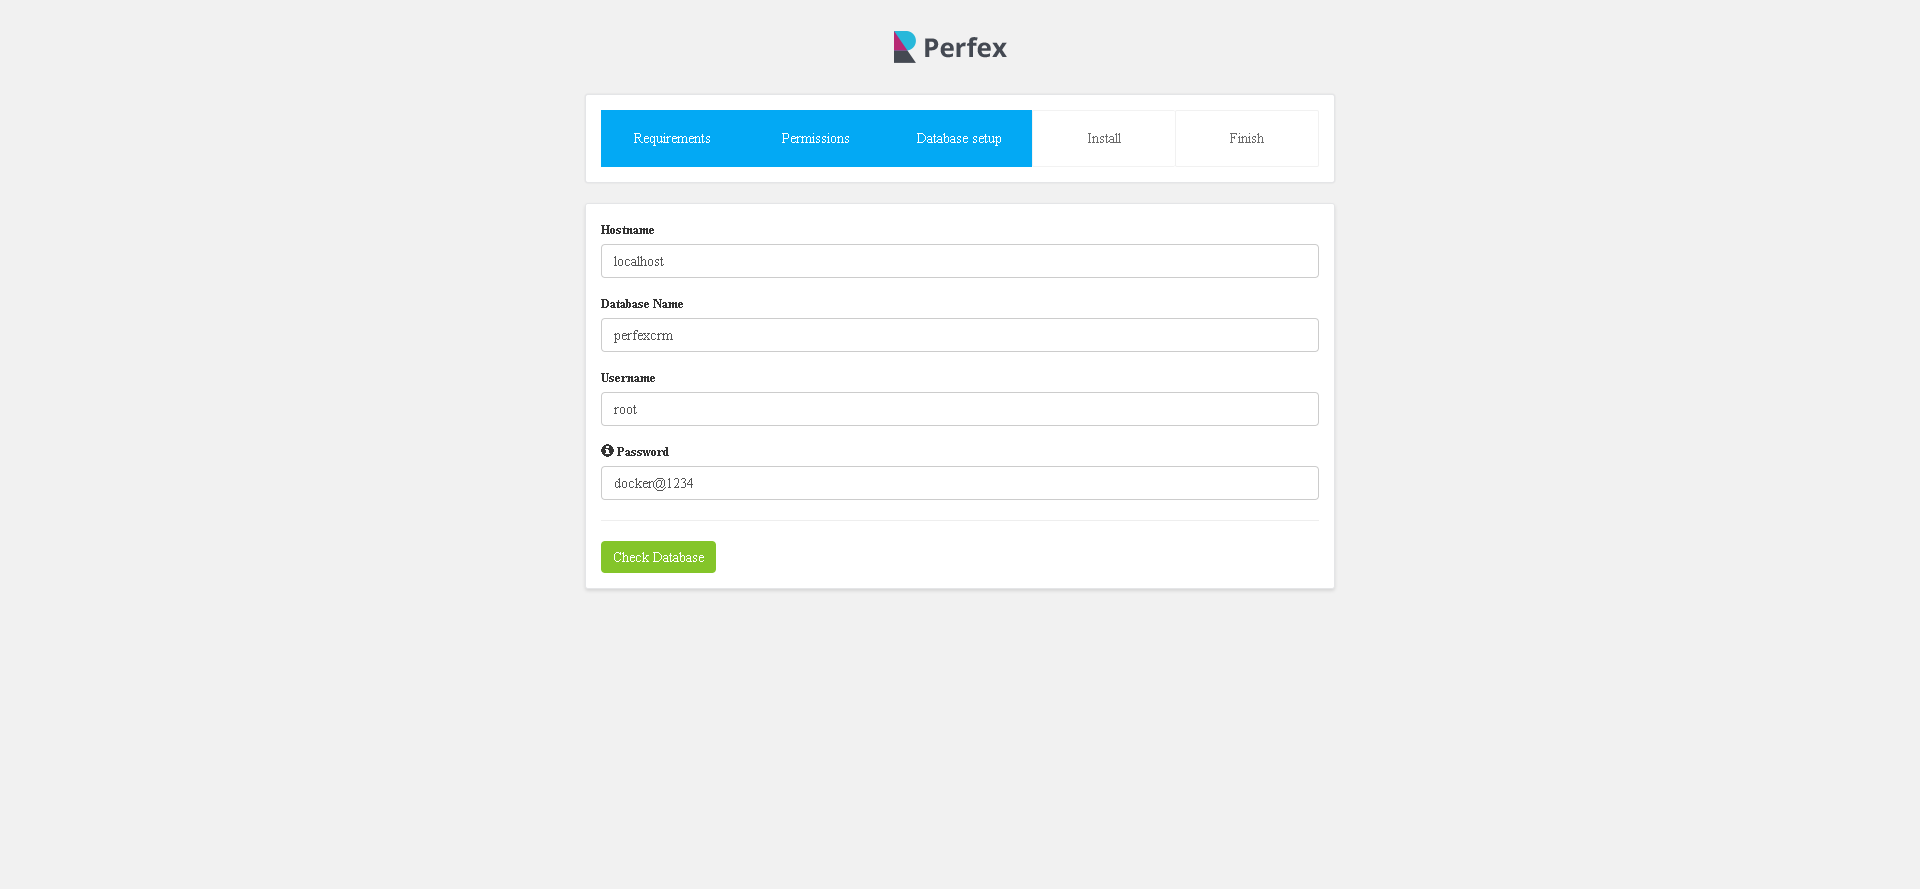 Perfex
Requirements Permissions Database setup Install Finish
Hostname
localhost
Database Name
perfexcrm
Username
root
Password
docker@1234
Check Database